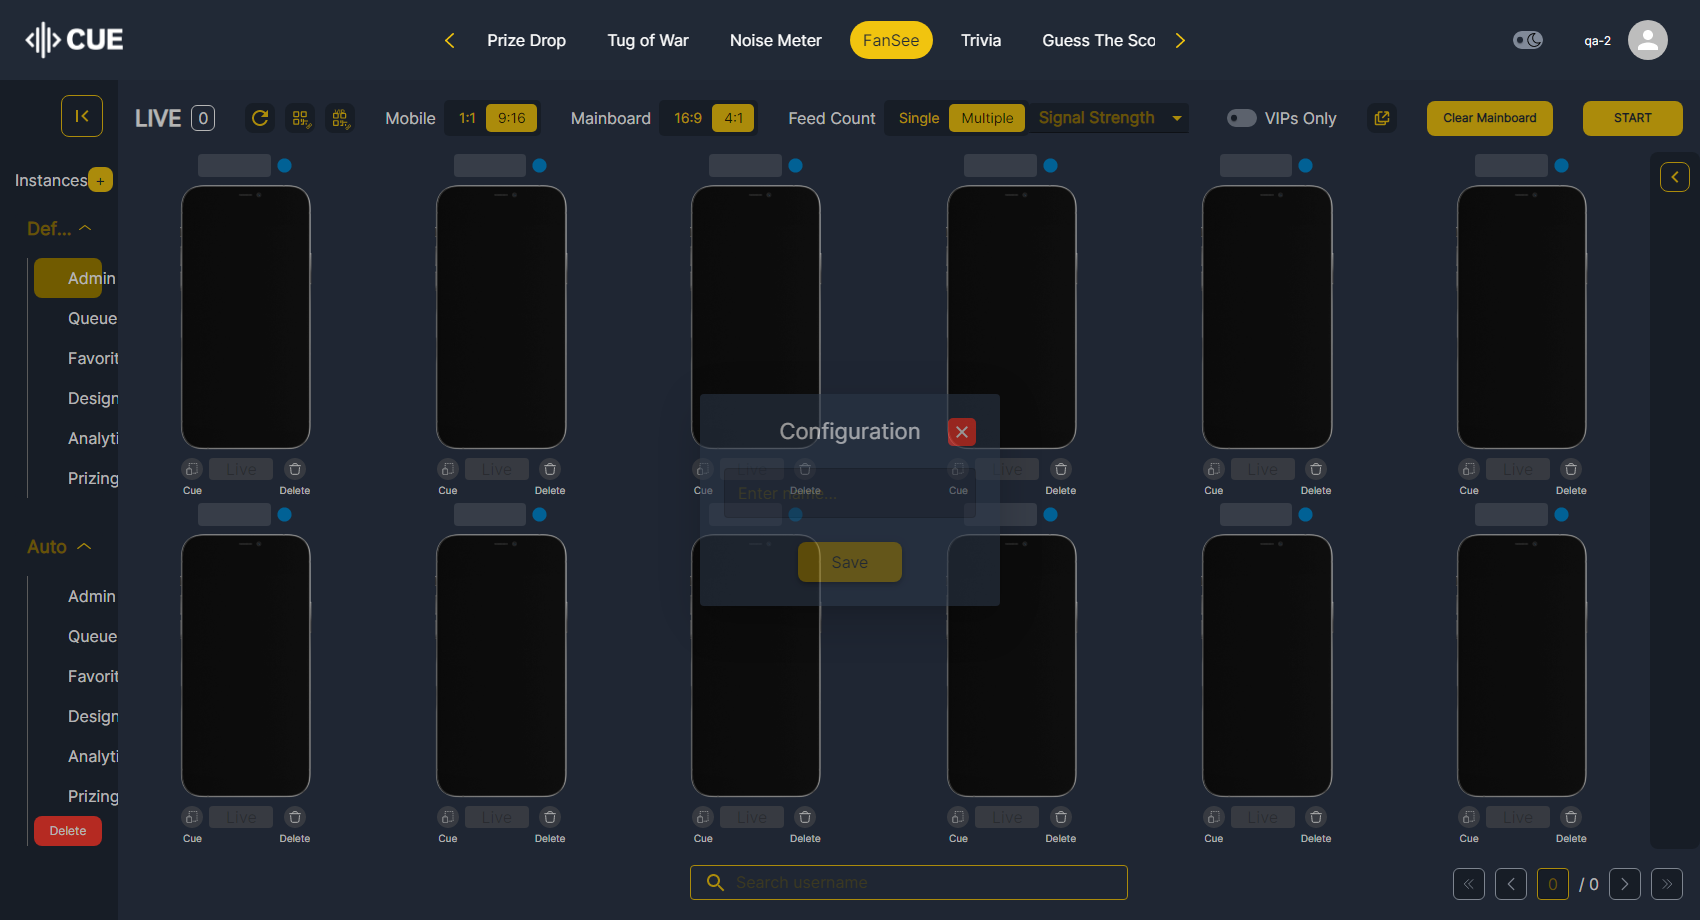 CUE
Prize Drop
Tug of War
Noise Meter
FanSee
Trivia
Guess The Sco
qa-2
LIVE 0
Mobile 1:1 9:16
Mainboard 16:9 4:1
Feed Count Single Multiple
Signal Strength
VIPs Only
Clear Mainboard
START
Instances +
Def...
Admin
Queue
Favorit
Design
Analyti
Prizing
Auto
Admin
Queue
Favorit
Design
Analyti
Prizing
Delete
Live Live Live Live Live Live
Cue Delete Cue Delete Cue Delete Cue Delete Cue Delete Cue Delete
Configuration
Enter name...
Save
Live Live Live Live Live Live
Cue Delete Cue Delete Cue Delete Cue Delete Cue Delete Cue Delete
Search username
0 / 0